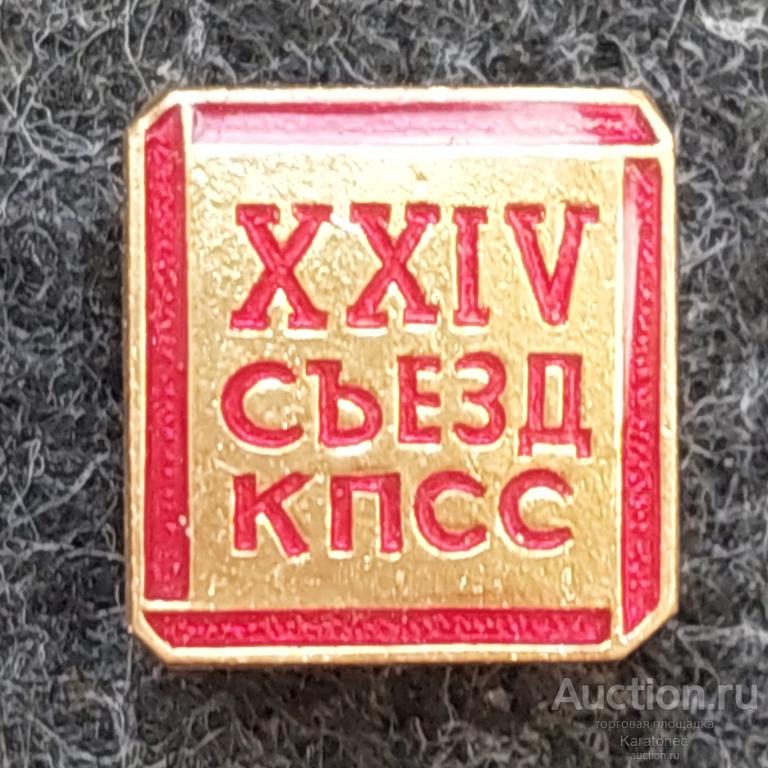 XXIV
СЪЕЗД
КПСС
Auction.ru
торговая площадка
Karatonec
auction.ru